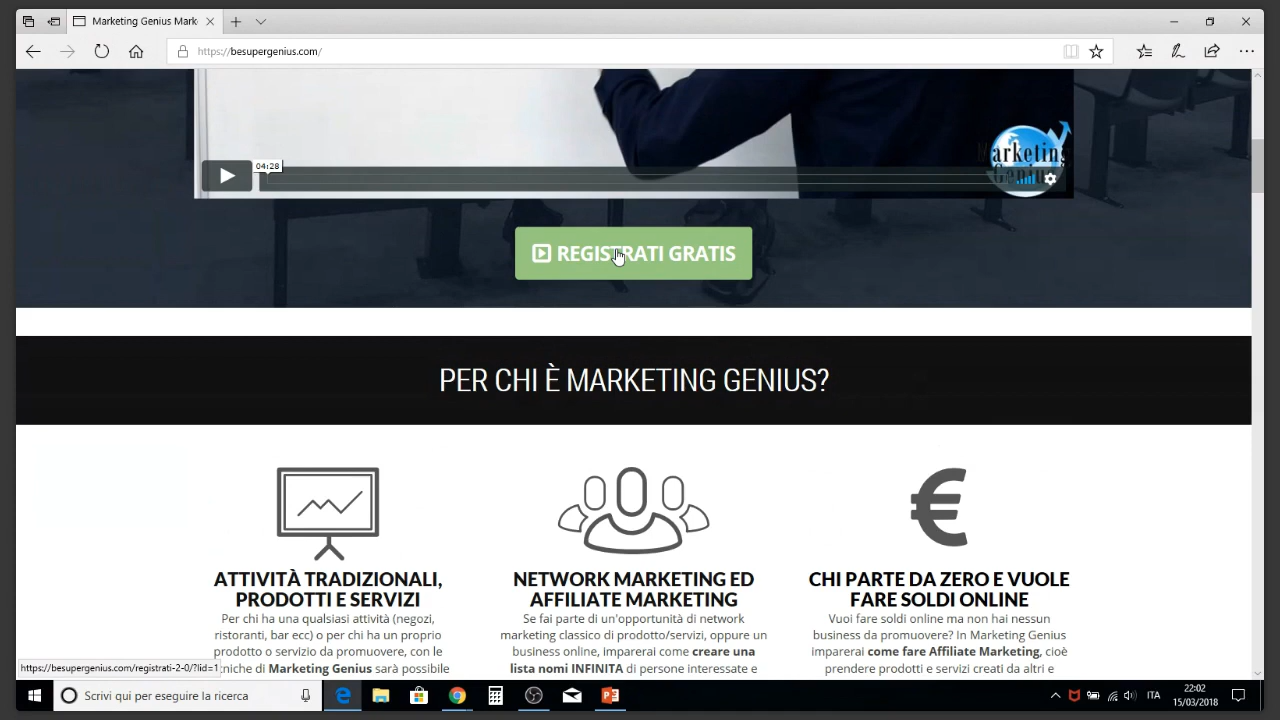 Marketing Genius Mark
https://besupergenius.com/
Marketing
Genius
04:28
REGISTRATI GRATIS
PER CHI È MARKETING GENIUS?
ATTIVITÀ TRADIZIONALI,
PRODOTTI E SERVIZI
Per chi ha una qualsiasi attività (negozi,
ristoranti, bar ecc) o per chi ha un proprio
prodotto o servizio da promuovere, con le
niche di Marketing Genius sarà possibile
NETWORK MARKETING ED
AFFILIATE MARKETING
Se fai parte di un'opportunità di network
marketing classico di prodotto/servizi, oppure un
business online, imparerai come creare una
lista nomi INFINITA di persone interessate e
CHI PARTE DA ZERO E VUOLE
FARE SOLDI ONLINE
Vuoi fare soldi online ma non hai nessun
business da promuovere? In Marketing Genius
imparerai come fare Affiliate Marketing, cioè
prendere prodotti e servizi creati da altri e
https://besupergenius.com/registrati-2-0/?lid=1
Scrivi qui per eseguire la ricerca
ITA
22:02
15/03/2018